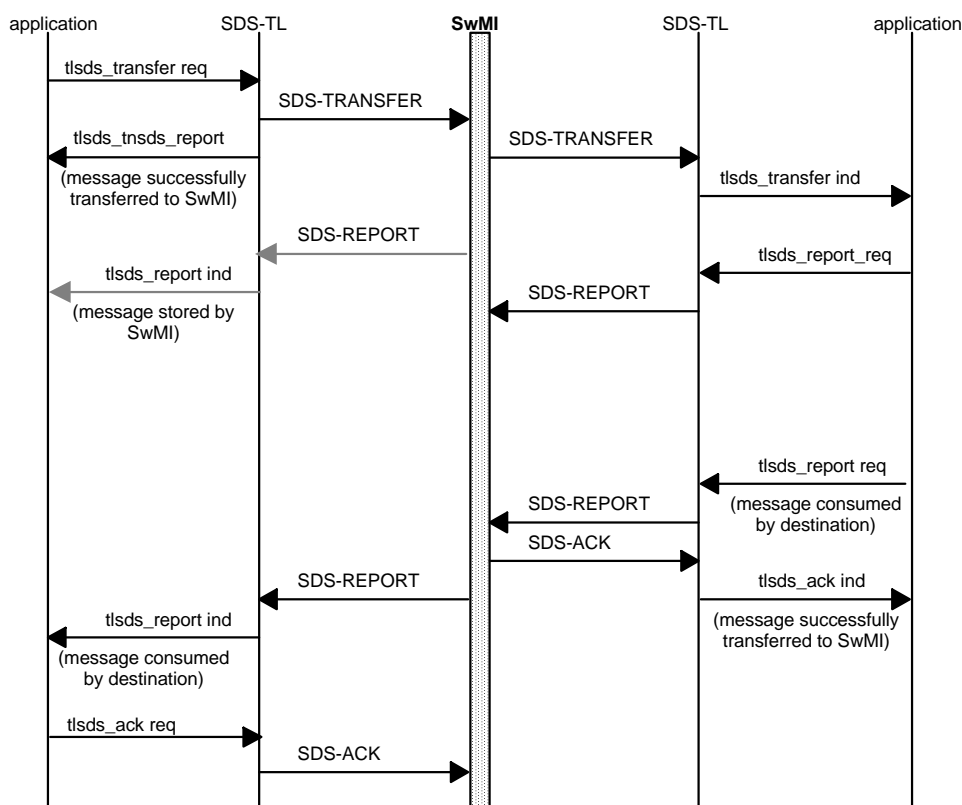 application SDS-TL SwMI SDS-TL application
tlsds_transfer req
SDS-TRANSFER
tlsds_tnsds_report
SDS-TRANSFER
(message successfully
transferred to SwMI)
tlsds_transfer ind
SDS-REPORT
tlsds_report_req
tlsds_report ind
SDS-REPORT
(message stored by
SwMI)
tlsds_report req
SDS-REPORT
(message consumed
by destination)
SDS-ACK
SDS-REPORT
tlsds_ack ind
tlsds_report ind
(message successfully
transferred to SwMI)
(message consumed
by destination)
tlsds_ack req
SDS-ACK